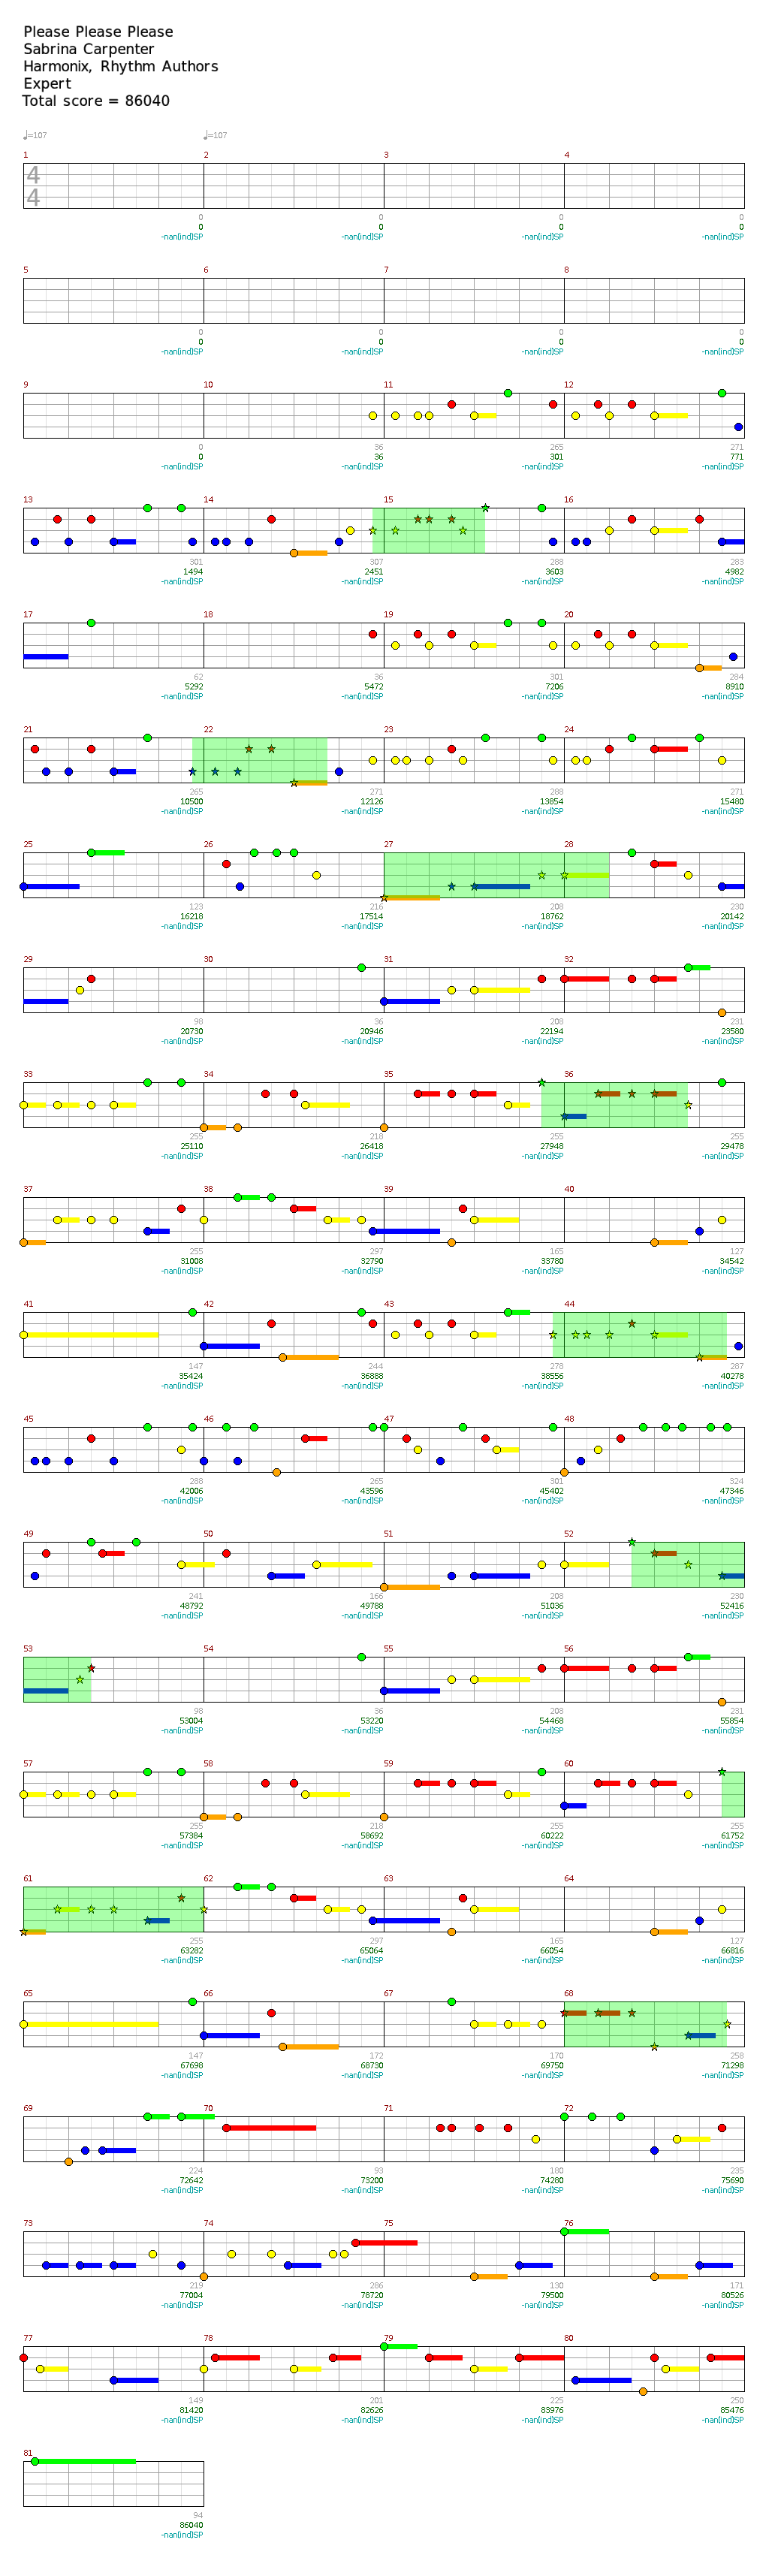 Please Please Please
Sabrina Carpenter
Harmonix, Rhythm Authors
Expert
Total score = 86040
♩=107 ♩=107
1 2 3 4
4
4
0 0 0 0
0 0 0 0
-nan(ind)SP -nan(ind)SP -nan(ind)SP -nan(ind)SP
5 6 7 8
0 0 0 0
0 0 0 0
-nan(ind)SP -nan(ind)SP -nan(ind)SP -nan(ind)SP
9 10 11 12
0 36 265 271
0 36 301 771
-nan(ind)SP -nan(ind)SP -nan(ind)SP -nan(ind)SP
13 14 15 16
301 307 288 283
1494 2451 3603 4982
-nan(ind)SP -nan(ind)SP -nan(ind)SP -nan(ind)SP
17 18 19 20
62 36 301 284
5292 5472 7206 8910
-nan(ind)SP -nan(ind)SP -nan(ind)SP -nan(ind)SP
21 22 23 24
265 271 288 271
10500 12126 13854 15480
-nan(ind)SP -nan(ind)SP -nan(ind)SP -nan(ind)SP
25 26 27 28
123 216 208 230
16218 17514 18762 20142
-nan(ind)SP -nan(ind)SP -nan(ind)SP -nan(ind)SP
29 30 31 32
98 36 208 231
20730 20946 22194 23580
-nan(ind)SP -nan(ind)SP -nan(ind)SP -nan(ind)SP
33 34 35 36
255 218 255 255
25110 26418 27948 29478
-nan(ind)SP -nan(ind)SP -nan(ind)SP -nan(ind)SP
37 38 39 40
255 297 165 127
31008 32790 33780 34542
-nan(ind)SP -nan(ind)SP -nan(ind)SP -nan(ind)SP
41 42 43 44
147 244 278 287
35424 36888 38556 40278
-nan(ind)SP -nan(ind)SP -nan(ind)SP -nan(ind)SP
45 46 47 48
288 265 301 324
42006 43596 45402 47346
-nan(ind)SP -nan(ind)SP -nan(ind)SP -nan(ind)SP
49 50 51 52
241 166 208 230
48792 49788 51036 52416
-nan(ind)SP -nan(ind)SP -nan(ind)SP -nan(ind)SP
53 54 55 56
98 36 208 231
53004 53220 54468 55854
-nan(ind)SP -nan(ind)SP -nan(ind)SP -nan(ind)SP
57 58 59 60
255 218 255 255
57384 58692 60222 61752
-nan(ind)SP -nan(ind)SP -nan(ind)SP -nan(ind)SP
61 62 63 64
255 297 165 127
63282 65064 66054 66816
-nan(ind)SP -nan(ind)SP -nan(ind)SP -nan(ind)SP
65 66 67 68
147 172 170 258
67698 68730 69750 71298
-nan(ind)SP -nan(ind)SP -nan(ind)SP -nan(ind)SP
69 70 71 72
224 93 180 235
72642 73200 74280 75690
-nan(ind)SP -nan(ind)SP -nan(ind)SP -nan(ind)SP
73 74 75 76
219 286 130 171
77004 78720 79500 80526
-nan(ind)SP -nan(ind)SP -nan(ind)SP -nan(ind)SP
77 78 79 80
149 201 225 250
81420 82626 83976 85476
-nan(ind)SP -nan(ind)SP -nan(ind)SP -nan(ind)SP
81
94
86040
-nan(ind)SP